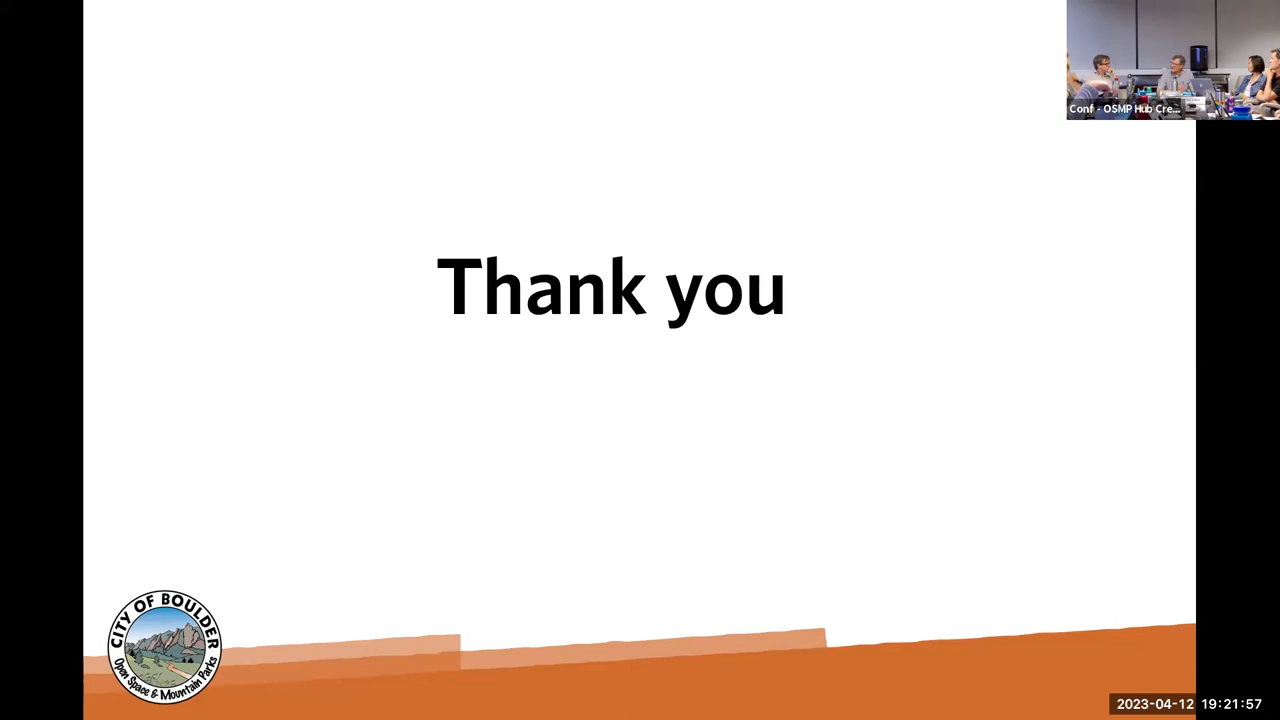 Conf - OSMP Hub Cre...
Thank you
CITY OF BOULDER
Open Space & Mountain Parks
2023-04-12 19:21:57